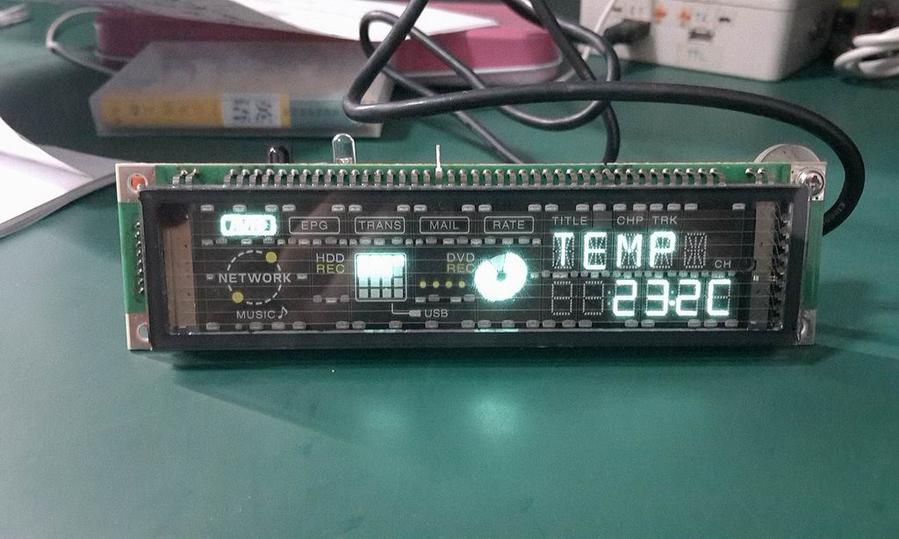 EPG TRANS MAIL RATE TITLE CHP TRK
TEMP
CH
HDD
REC
DVD
REC
NETWORK
23:2C
MUSIC♪
USB